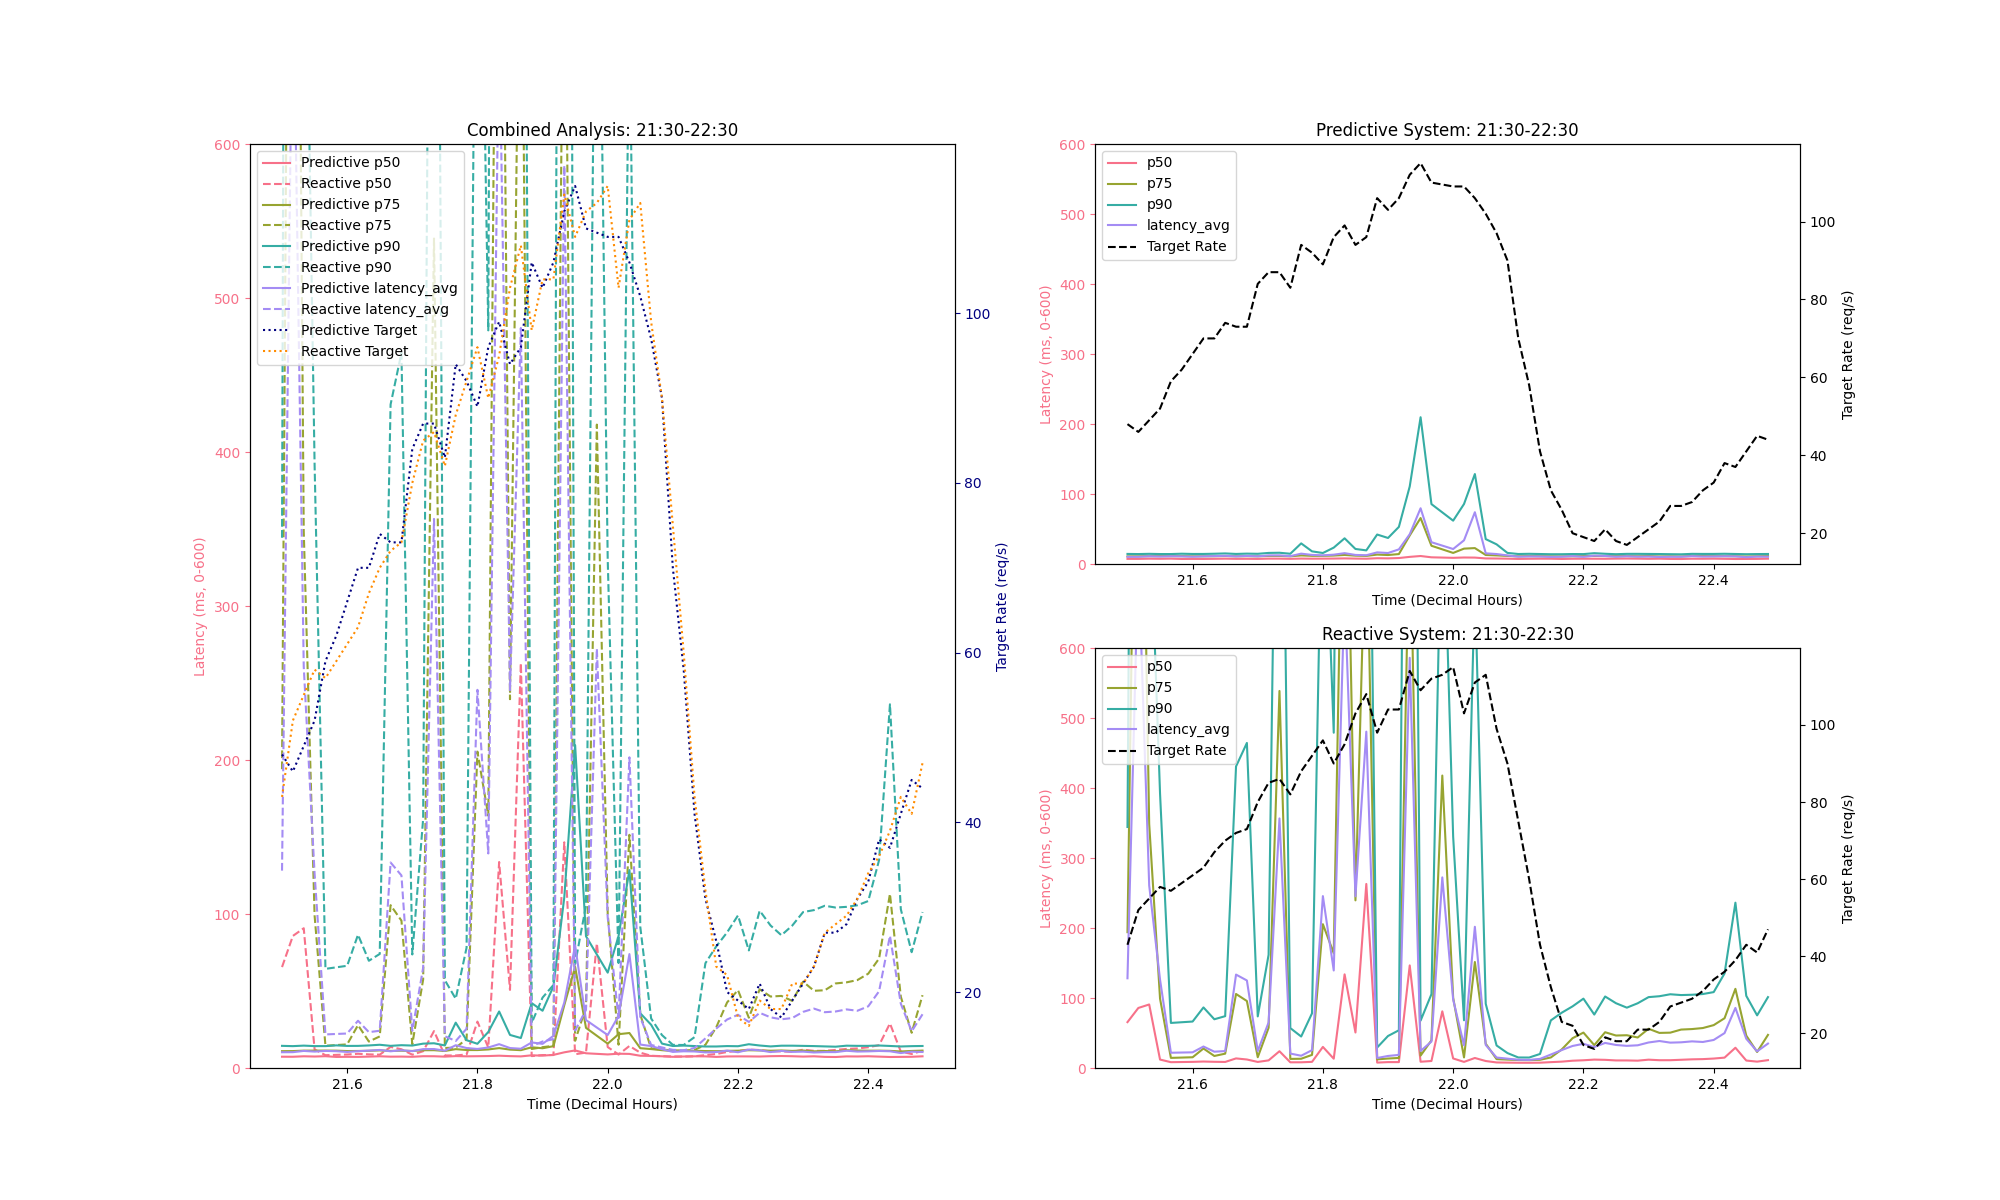 Combined Analysis: 21:30-22:30
600
500
400
300
200
100
0
Latency (ms, 0-600)
Predictive p50
Reactive p50
Predictive p75
Reactive p75
Predictive p90
Reactive p90
Predictive latency_avg
Reactive latency_avg
Predictive Target
Reactive Target
100
80
60
40
20
Target Rate (req/s)
21.6 21.8 22.0 22.2 22.4
Time (Decimal Hours)
Predictive System: 21:30-22:30
600
500
400
300
200
100
0
Latency (ms, 0-600)
p50
p75
p90
latency_avg
Target Rate
100
80
60
40
20
Target Rate (req/s)
21.6 21.8 22.0 22.2 22.4
Time (Decimal Hours)
Reactive System: 21:30-22:30
600
500
400
300
200
100
0
Latency (ms, 0-600)
p50
p75
p90
latency_avg
Target Rate
100
80
60
40
20
Target Rate (req/s)
21.6 21.8 22.0 22.2 22.4
Time (Decimal Hours)